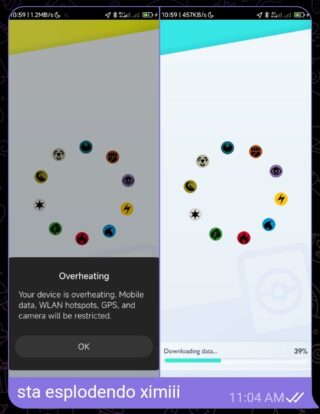 10:59 | 1.2MB/s
10:59 | 457KB/s
Overheating
Your device is overheating. Mobile
data, WLAN hotspots, GPS, and
camera will be restricted.
OK
Downloading data... 39%
sta esplodendo ximiii
11:04 AM